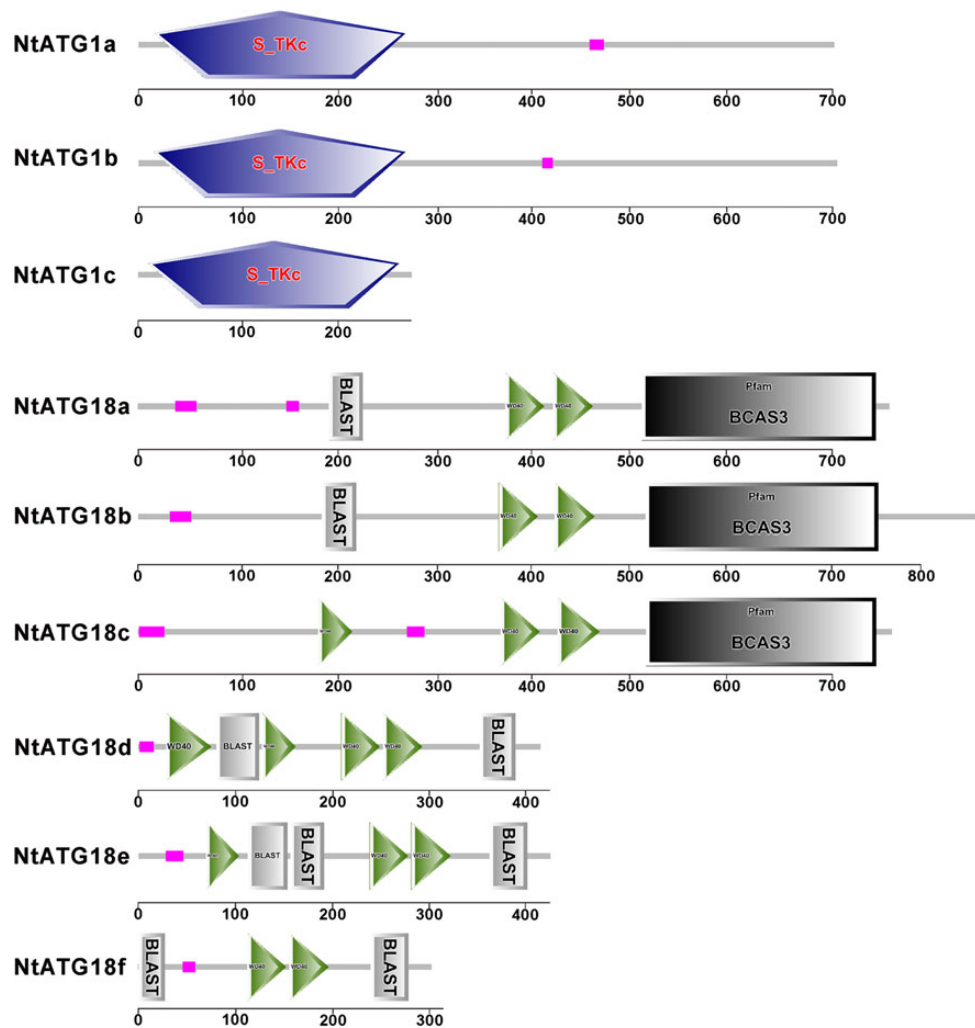 NtATG1a S_TKc
0 100 200 300 400 500 600 700
NtATG1b S_TKc
0 100 200 300 400 500 600 700
NtATG1c S_TKc
0 100 200
NtATG18a BLAST WD40 WD40 Pfam BCAS3
0 100 200 300 400 500 600 700
NtATG18b BLAST WD40 WD40 Pfam BCAS3
0 100 200 300 400 500 600 700 800
NtATG18c WD40 WD40 WD40 Pfam BCAS3
0 100 200 300 400 500 600 700
NtATG18d WD40 BLAST WD40 WD40 WD40 BLAST
0 100 200 300 400
NtATG18e WD40 BLAST BLAST WD40 WD40 BLAST
0 100 200 300 400
NtATG18f BLAST WD40 WD40 BLAST
0 100 200 300